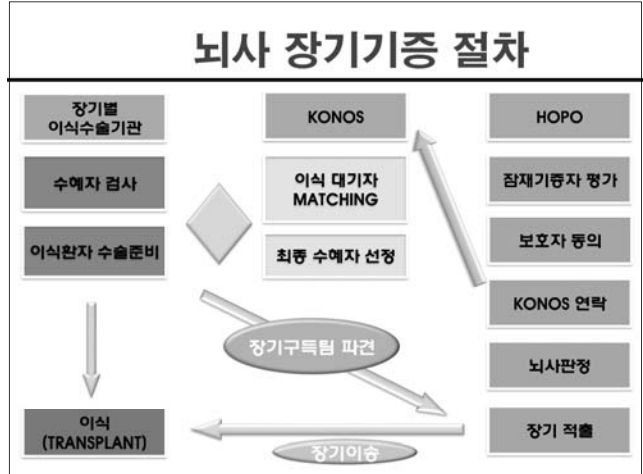 뇌사 장기기증 절차
장기별
이식수술기관
수혜자 검사
이식환자 수술준비
이식
(TRANSPLANT)
KONOS
이식 대기자
MATCHING
최종 수혜자 선정
장기구득팀 파견
장기이송
HOPO
잠재기증자 평가
보호자 동의
KONOS 연락
뇌사판정
장기 적출